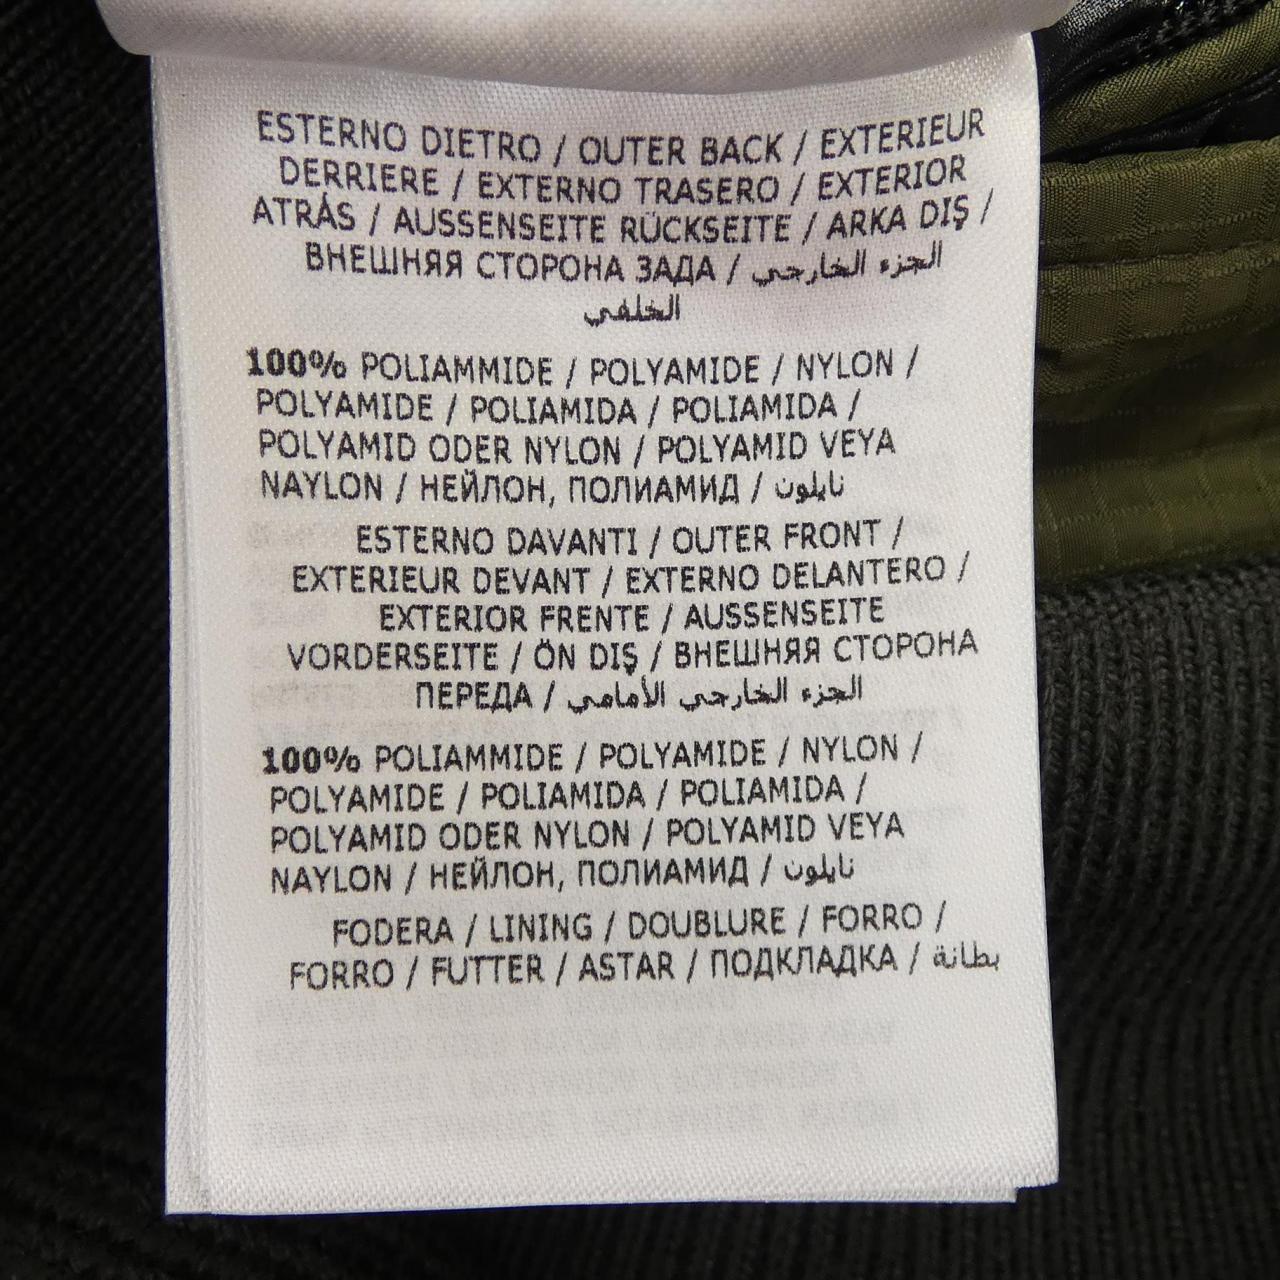 ESTERNO DIETRO / OUTER BACK / EXTERIEUR
DERRIERE / EXTERNO TRASERO / EXTERIOR
ATRÁS / AUSSENSEITE RÜCKSEITE / ARKA DIŞ /
ВНЕШНЯЯ СТОРОНА ЗАДА / الجزء الخارجي
الخلفي
100% POLIAMMIDE / POLYAMIDE / NYLON /
POLYAMIDE / POLIAMIDA / POLIAMIDA /
POLYAMID ODER NYLON / POLYAMID VEYA
NAYLON / НЕЙЛОН, ПОЛИАМИД / نايلون
ESTERNO DAVANTI / OUTER FRONT /
EXTERIEUR DEVANT / EXTERNO DELANTERO /
EXTERIOR FRENTE / AUSSENSEITE
VORDERSEITE / ÖN DIŞ / ВНЕШНЯЯ СТОРОНА
ПЕРЕДА / الجزء الخارجي الأمامي
100% POLIAMMIDE / POLYAMIDE / NYLON /
POLYAMIDE / POLIAMIDA / POLIAMIDA /
POLYAMID ODER NYLON / POLYAMID VEYA
NAYLON / НЕЙЛОН, ПОЛИАМИД / نايلون
FODERA / LINING / DOUBLURE / FORRO /
FORRO / FUTTER / ASTAR / ПОДКЛАДКА / بطانة